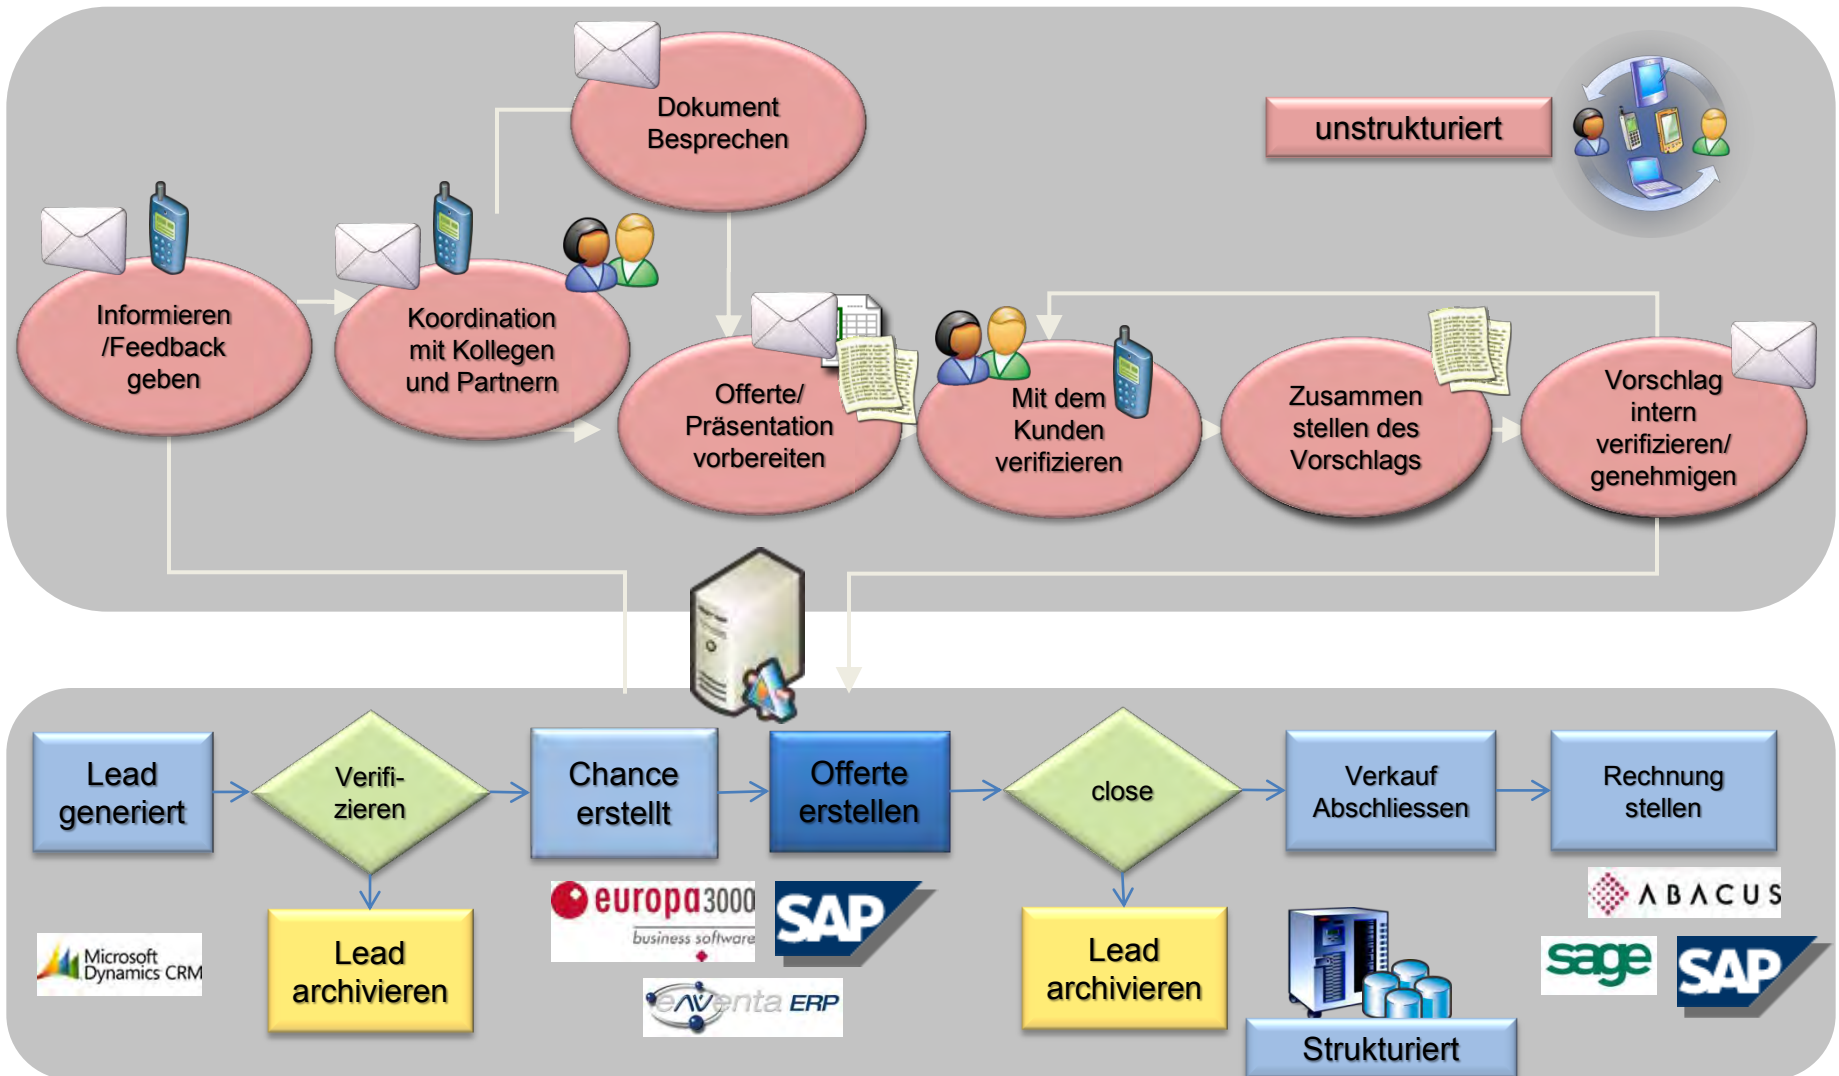 Dokument
Besprechen
unstrukturiert
Informieren
/Feedback
geben
Koordination
mit Kollegen
und Partnern
Offerte/
Präsentation
vorbereiten
Mit dem
Kunden
verifizieren
Zusammen
stellen des
Vorschlags
Vorschlag
intern
verifizieren/
genehmigen
Lead
generiert
Verifi-
zieren
Chance
erstellt
Offerte
erstellen
close
Verkauf
Abschliessen
Rechnung
stellen
Lead
archivieren
Lead
archivieren
Microsoft
Dynamics CRM
europa3000
business software
SAP
eNVenta ERP
ABACUS
sage
SAP
Strukturiert